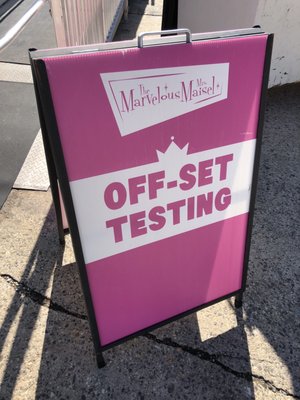 The Mrs.
Marvelous Maisel
OFF-SET
TESTING